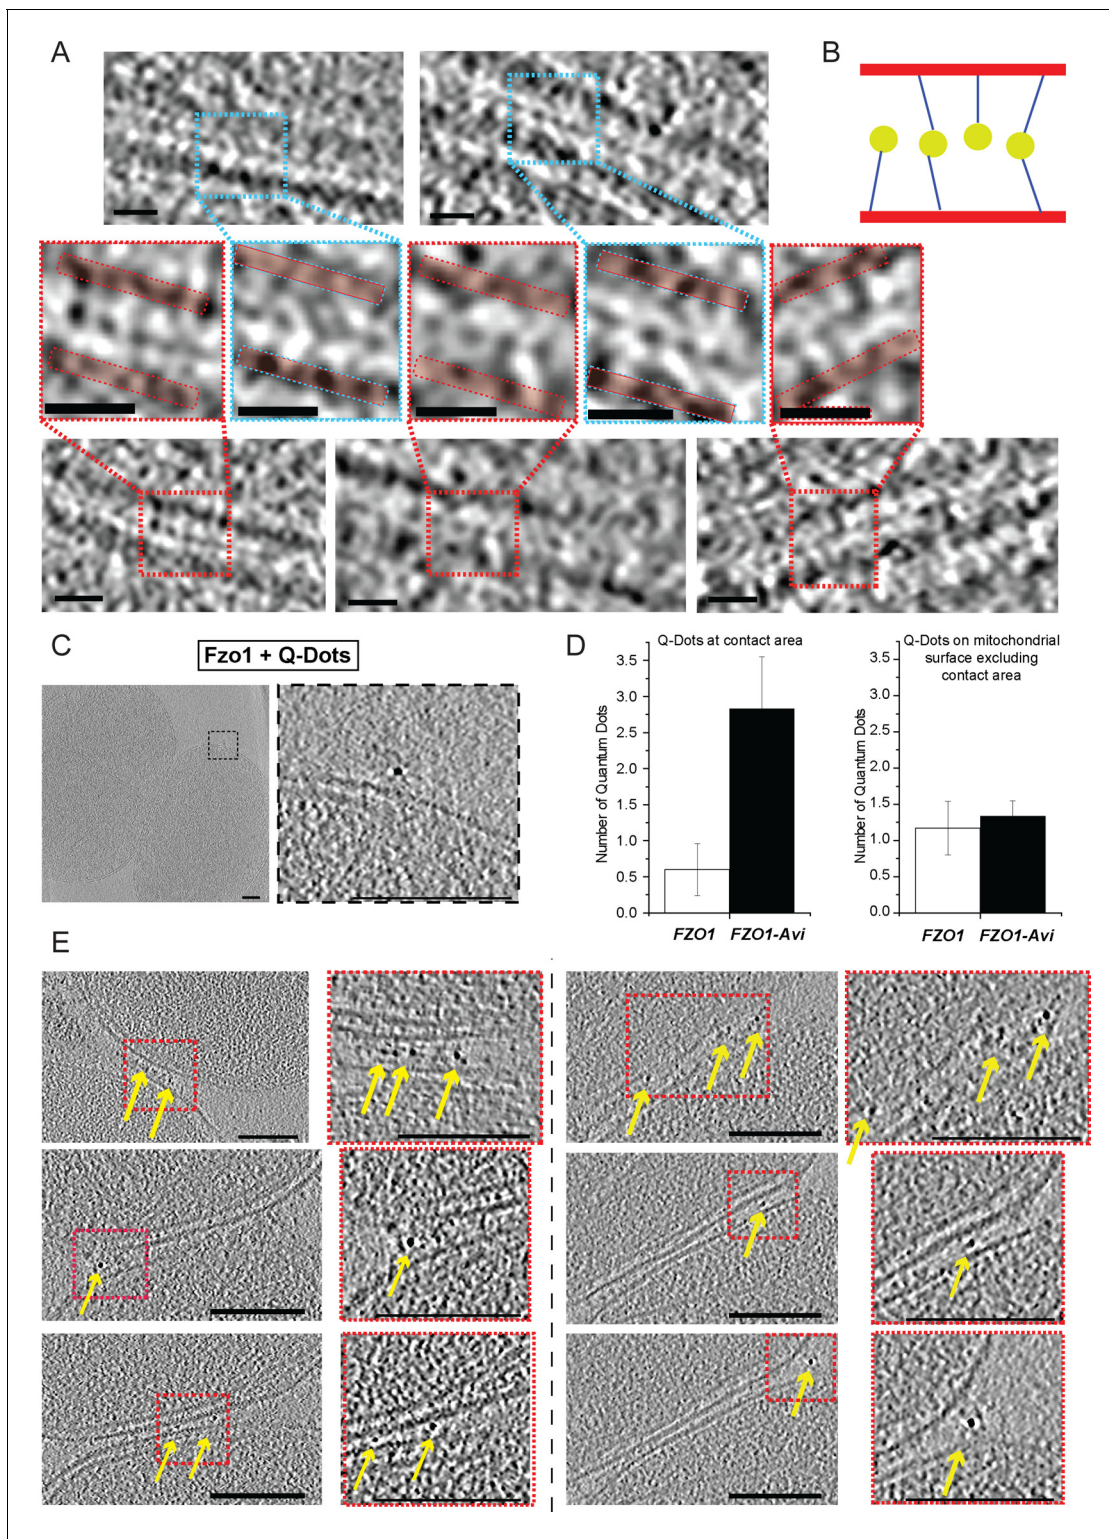 A
B
C
Fzo1 + Q-Dots
D
Q-Dots at contact area
Number of Quantum Dots
3.5
3.0
2.5
2.0
1.5
1.0
0.5
0.0
FZO1
FZO1-Avi
Q-Dots on mitochondrial
surface excluding
contact area
Number of Quantum Dots
3.5
3.0
2.5
2.0
1.5
1.0
0.5
0.0
FZO1
FZO1-Avi
E